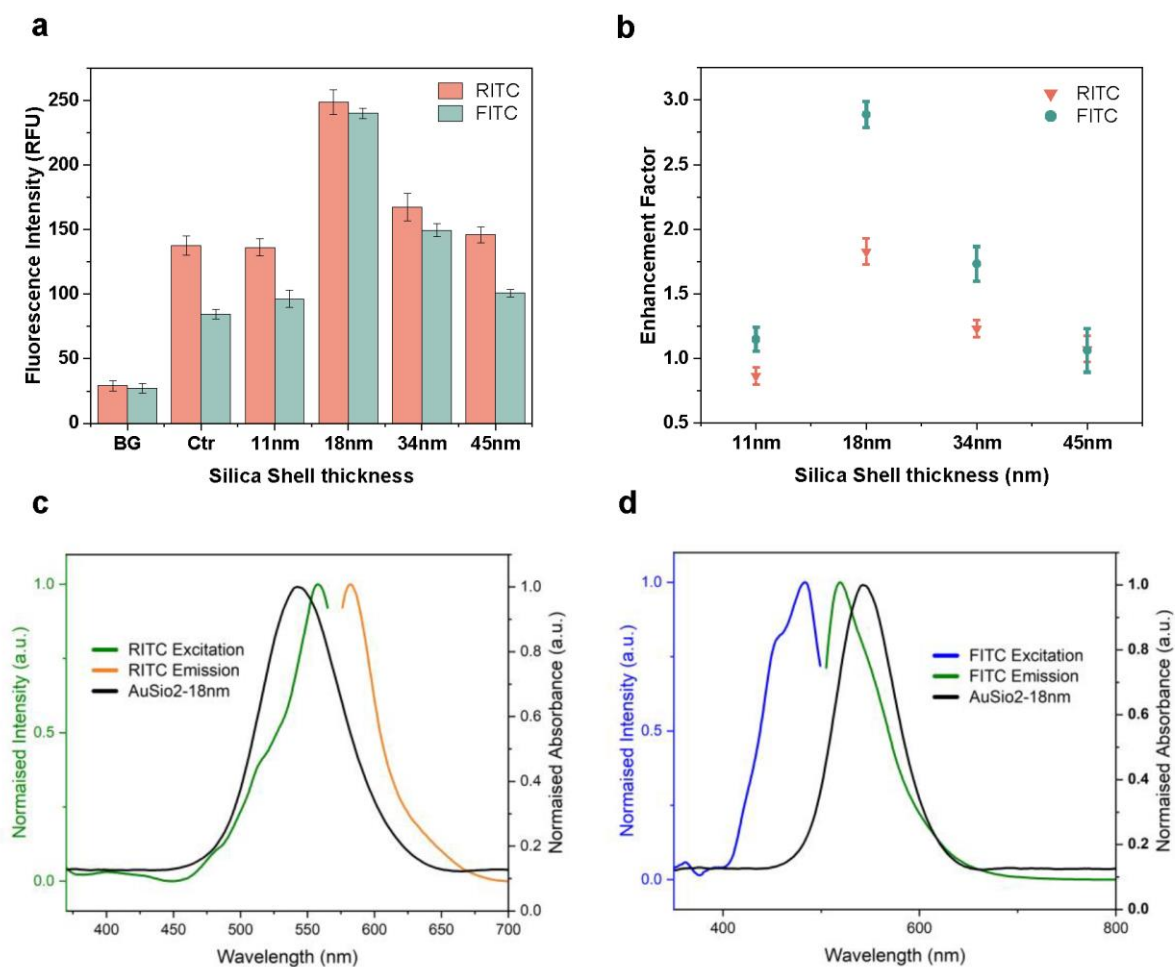 a
RITC
FITC
Fluorescence Intensity (RFU)
250
200
150
100
50
0
BG Ctr 11nm 18nm 34nm 45nm
Silica Shell thickness
b
RITC
FITC
Enhancement Factor
3.0
2.5
2.0
1.5
1.0
0.5
11nm 18nm 34nm 45nm
Silica Shell thickness (nm)
c
RITC Excitation
RITC Emission
AuSio2-18nm
Normaised Intensity (a.u.)
1.0
0.5
0.0
Normaised Absorbance (a.u.)
1.0
0.8
0.6
0.4
0.2
0.0
400 450 500 550 600 650 700
Wavelength (nm)
d
FITC Excitation
FITC Emission
AuSio2-18nm
Normaised Intensity (a.u.)
1.0
0.5
0.0
Normaised Absorbance (a.u.)
1.0
0.8
0.6
0.4
0.2
0.0
400 500 600 800
Wavelength (nm)